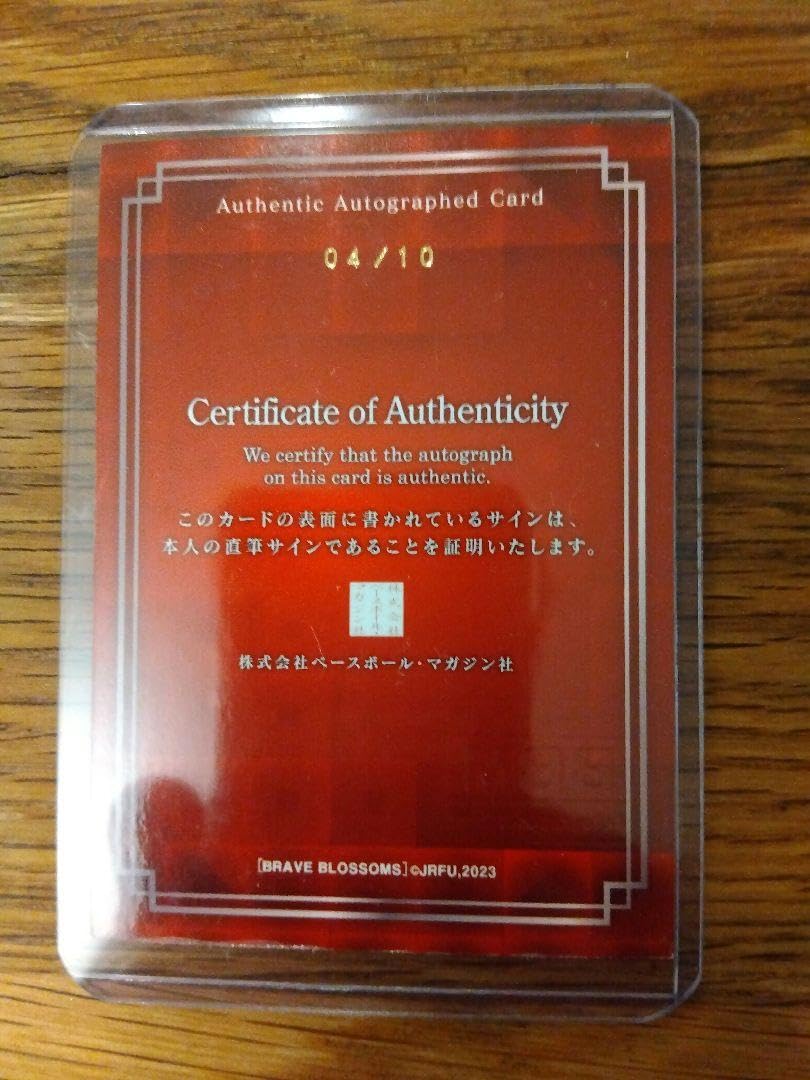 Authentic Autographed Card
04/10
Certificate of Authenticity
We certify that the autograph
on this card is authentic.
このカードの表面に書かれているサインは、
本人の直筆サインであることを証明いたします。
株式会社ベースボール・マガジン社
[BRAVE BLOSSOMS]©JRFU,2023